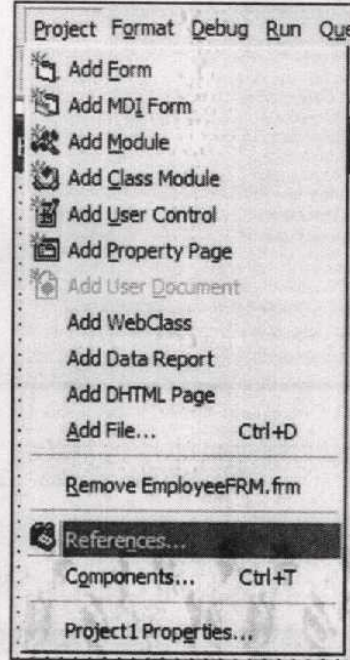 Project Format Debug Run Que
Add Form
Add MDI Form
Add Module
Add Class Module
Add User Control
Add Property Page
Add User Document
Add WebClass
Add Data Report
Add DHTML Page
Add File... Ctrl+D
Remove EmployeeFRM.frm
References...
Components... Ctrl+T
Project1 Properties...